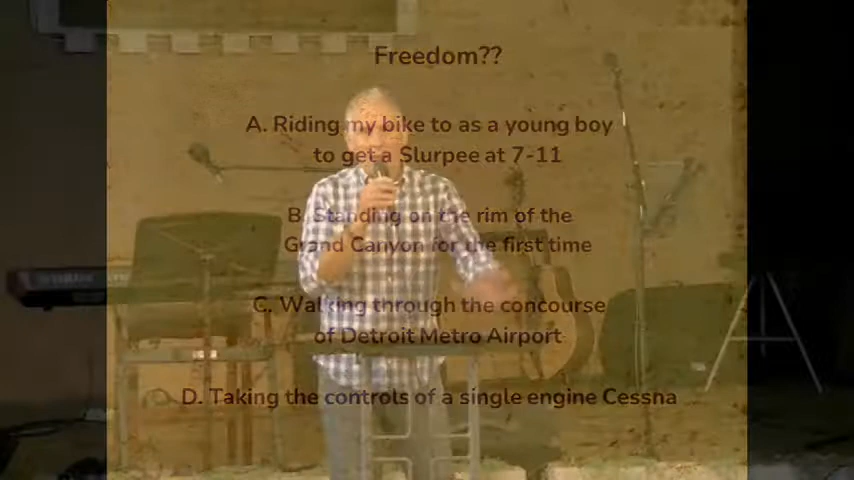 Freedom??
A. Riding my bike to as a young boy
to get a Slurpee at 7-11
B. Standing on the rim of the
Grand Canyon for the first time
C. Walking through the concourse
of Detroit Metro Airport
D. Taking the controls of a single engine Cessna
YAMAHA